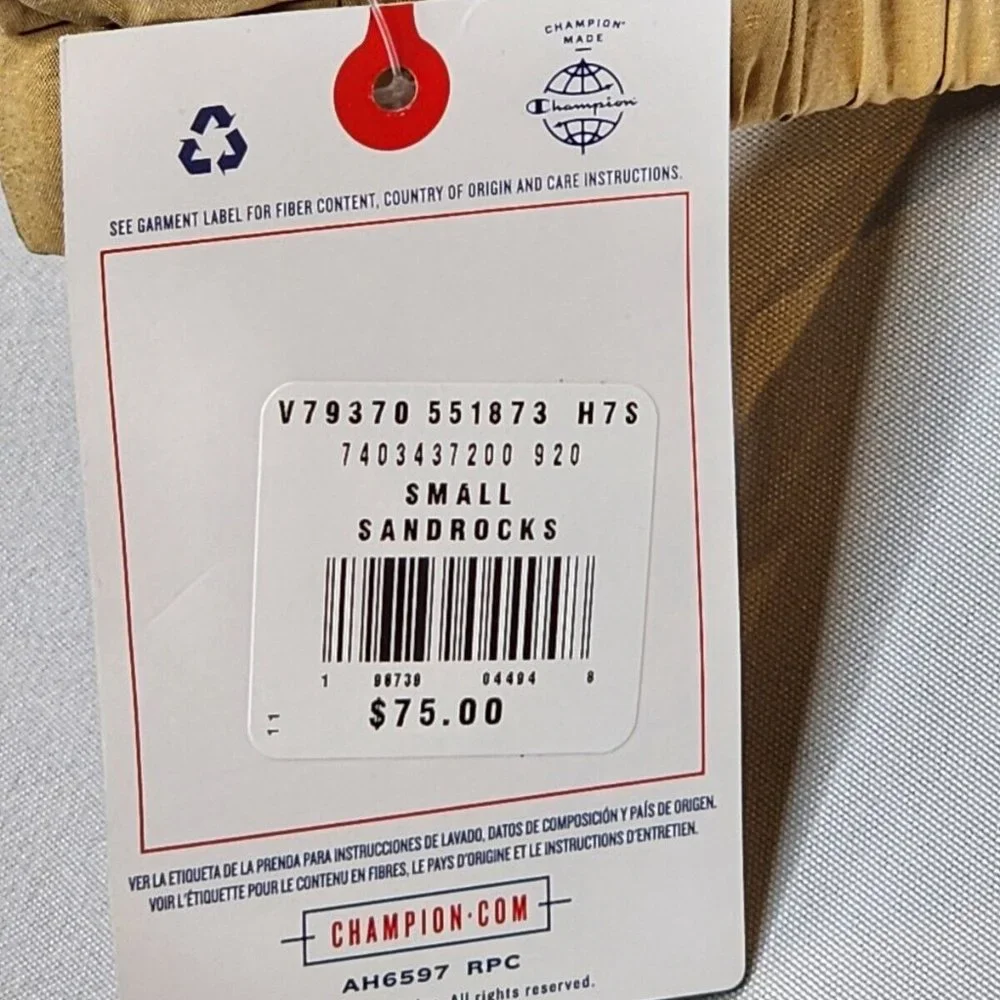 CHAMPION
MADE
Champion
SEE GARMENT LABEL FOR FIBER CONTENT, COUNTRY OF ORIGIN AND CARE INSTRUCTIONS.
V79370 551873 H7S
7403437200 920
SMALL
SANDROCKS
1 96739 04494 8
$75.00
11
VER LA ETIQUETA DE LA PRENDA PARA INSTRUCCIONES DE LAVADO, DATOS DE COMPOSICIÓN Y PAÍS DE ORIGEN.
VOIR L'ÉTIQUETTE POUR LE CONTENU EN FIBRES, LE PAYS D'ORIGINE ET LE INSTRUCTIONS D'ENTRETIEN.
CHAMPION·COM
AH6597 RPC
All rights reserved.